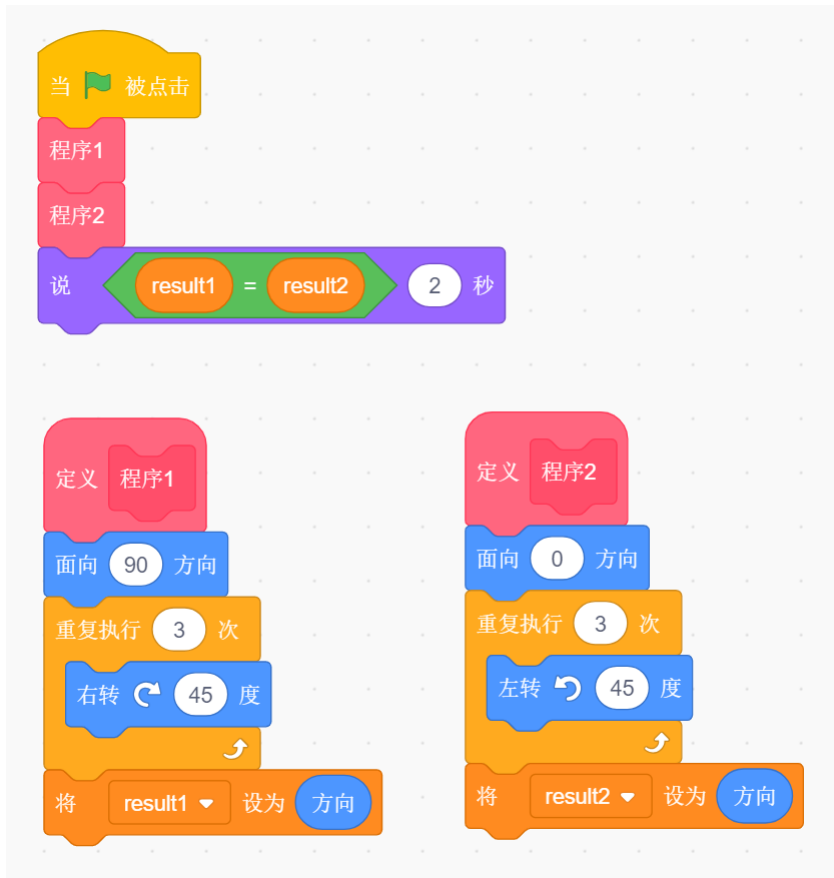 当 被点击
程序1
程序2
说 result1 = result2 2 秒
定义 程序1
面向 90 方向
重复执行 3 次
右转 45 度
将 result1 设为 方向
定义 程序2
面向 0 方向
重复执行 3 次
左转 45 度
将 result2 设为 方向